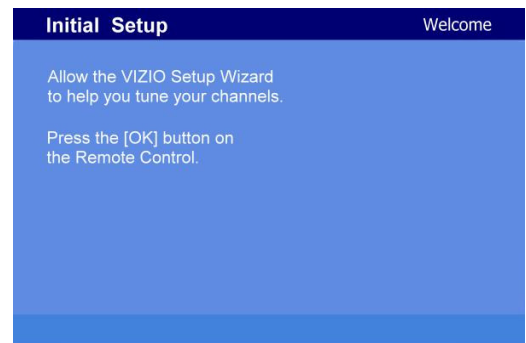 Initial Setup
Welcome
Allow the VIZIO Setup Wizard
to help you tune your channels.
Press the [OK] button on
the Remote Control.